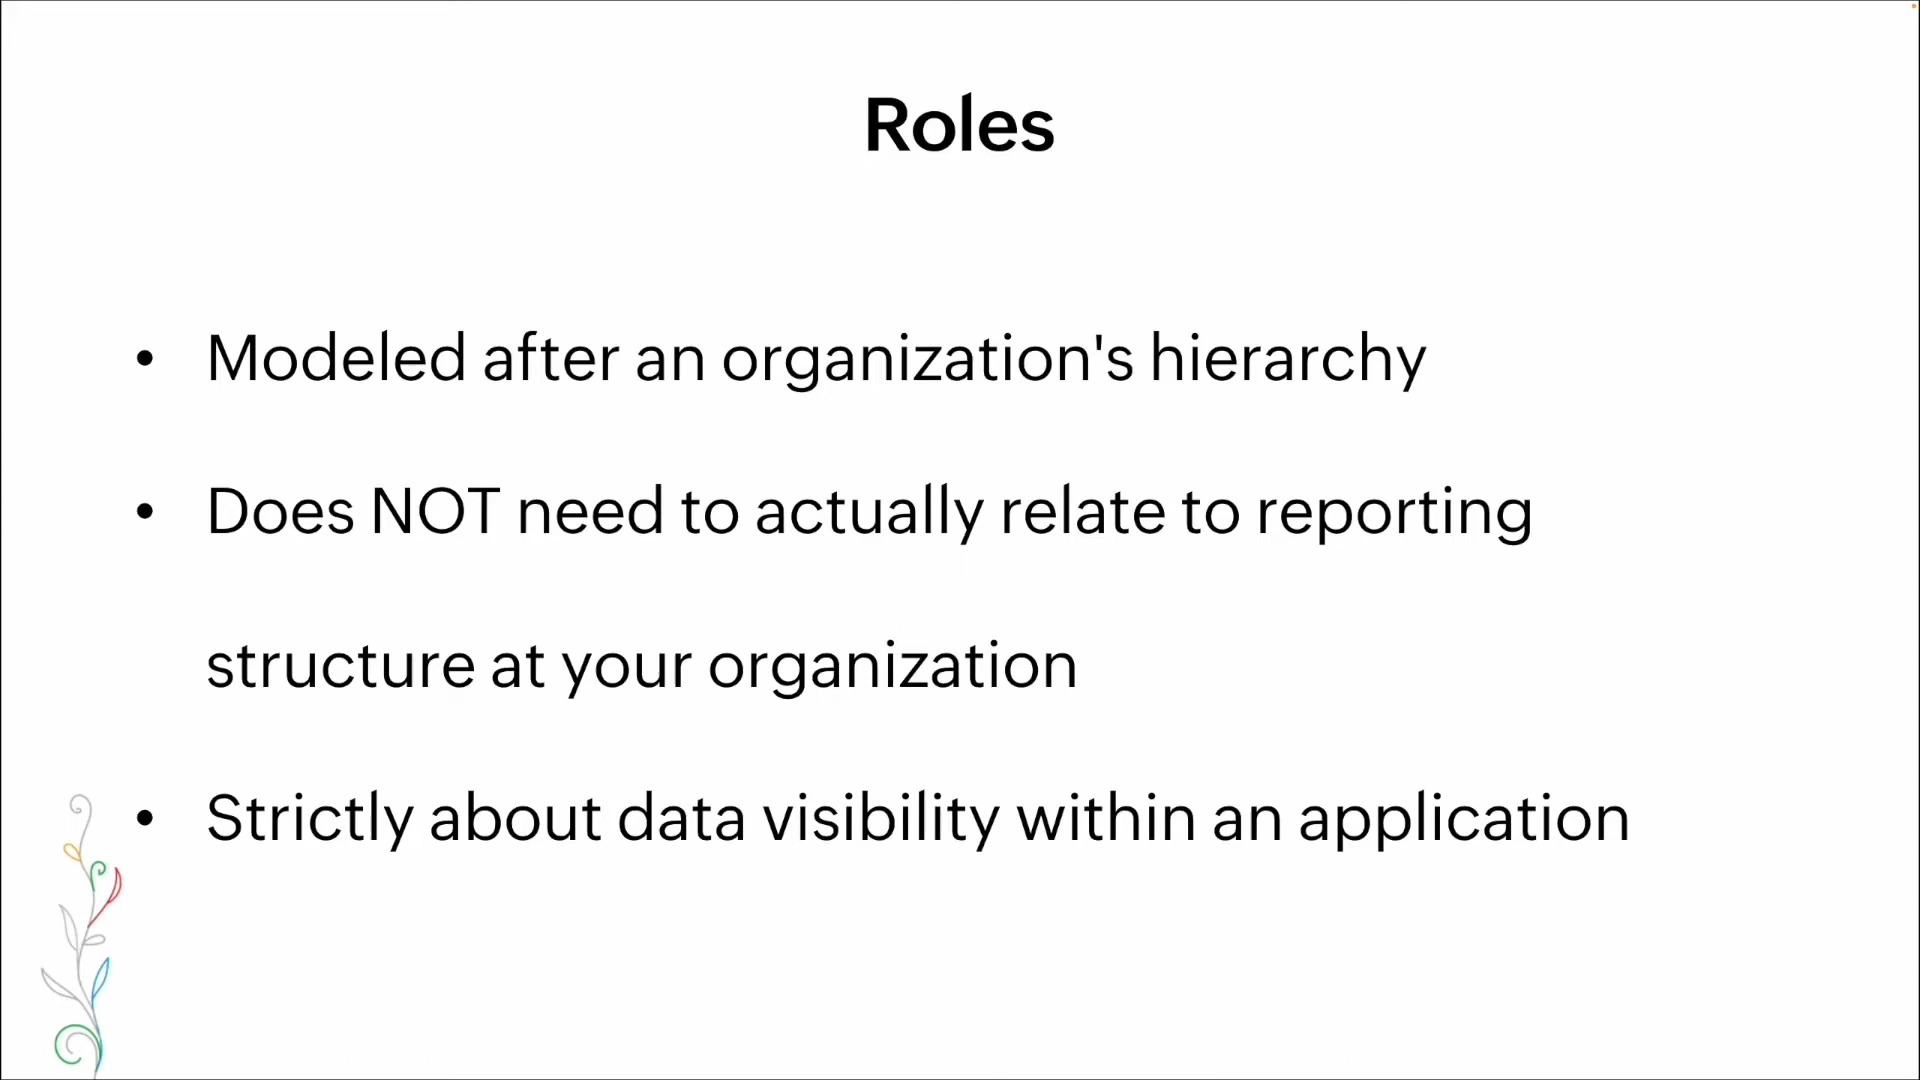 Roles
• Modeled after an organization's hierarchy
• Does NOT need to actually relate to reporting
structure at your organization
• Strictly about data visibility within an application